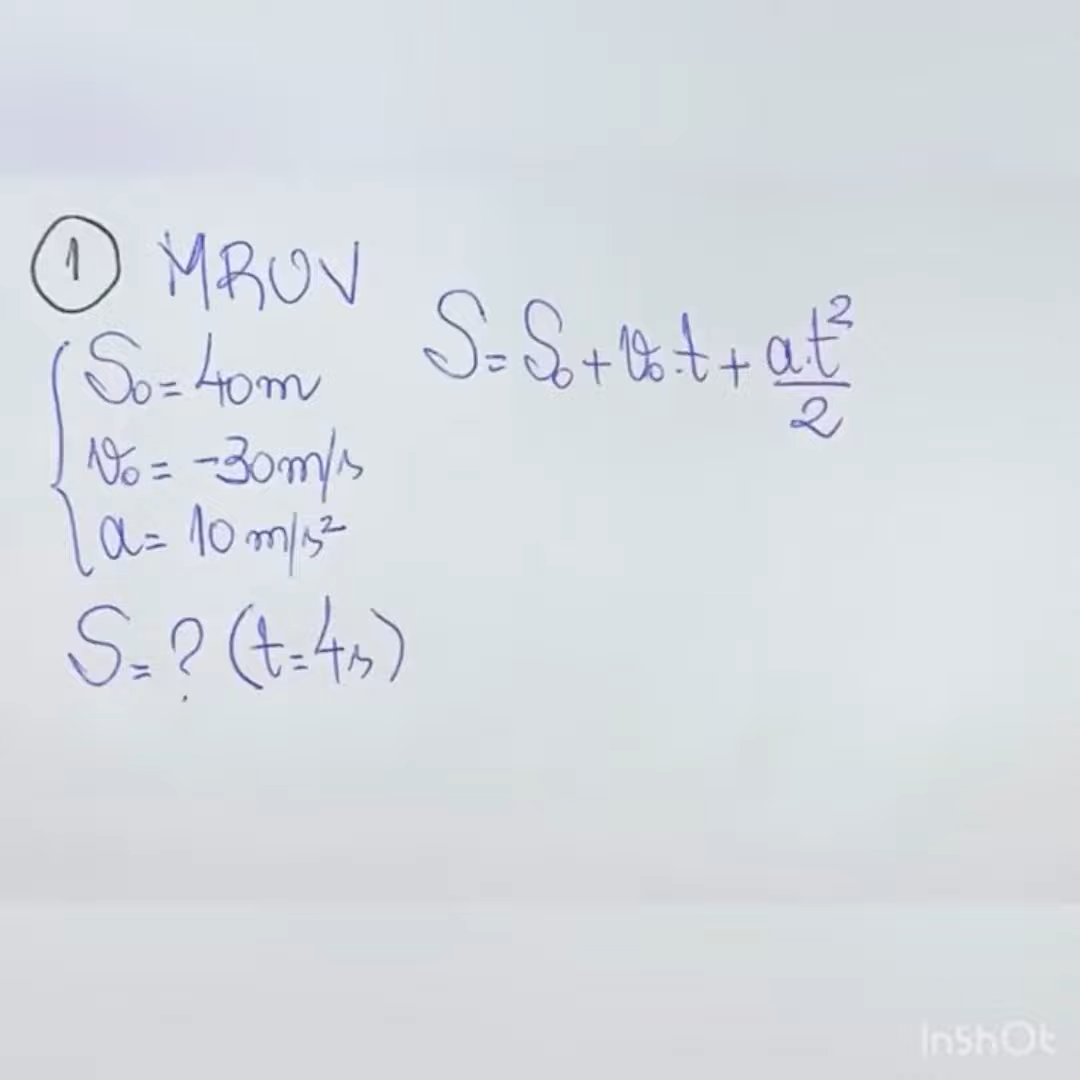 1 MRUV
S₀ = 40m
v₀ = -30m/s
a = 10 m/s²
S = ? (t = 4s)
S = S₀ + v₀.t + a.t²/2
InShOt